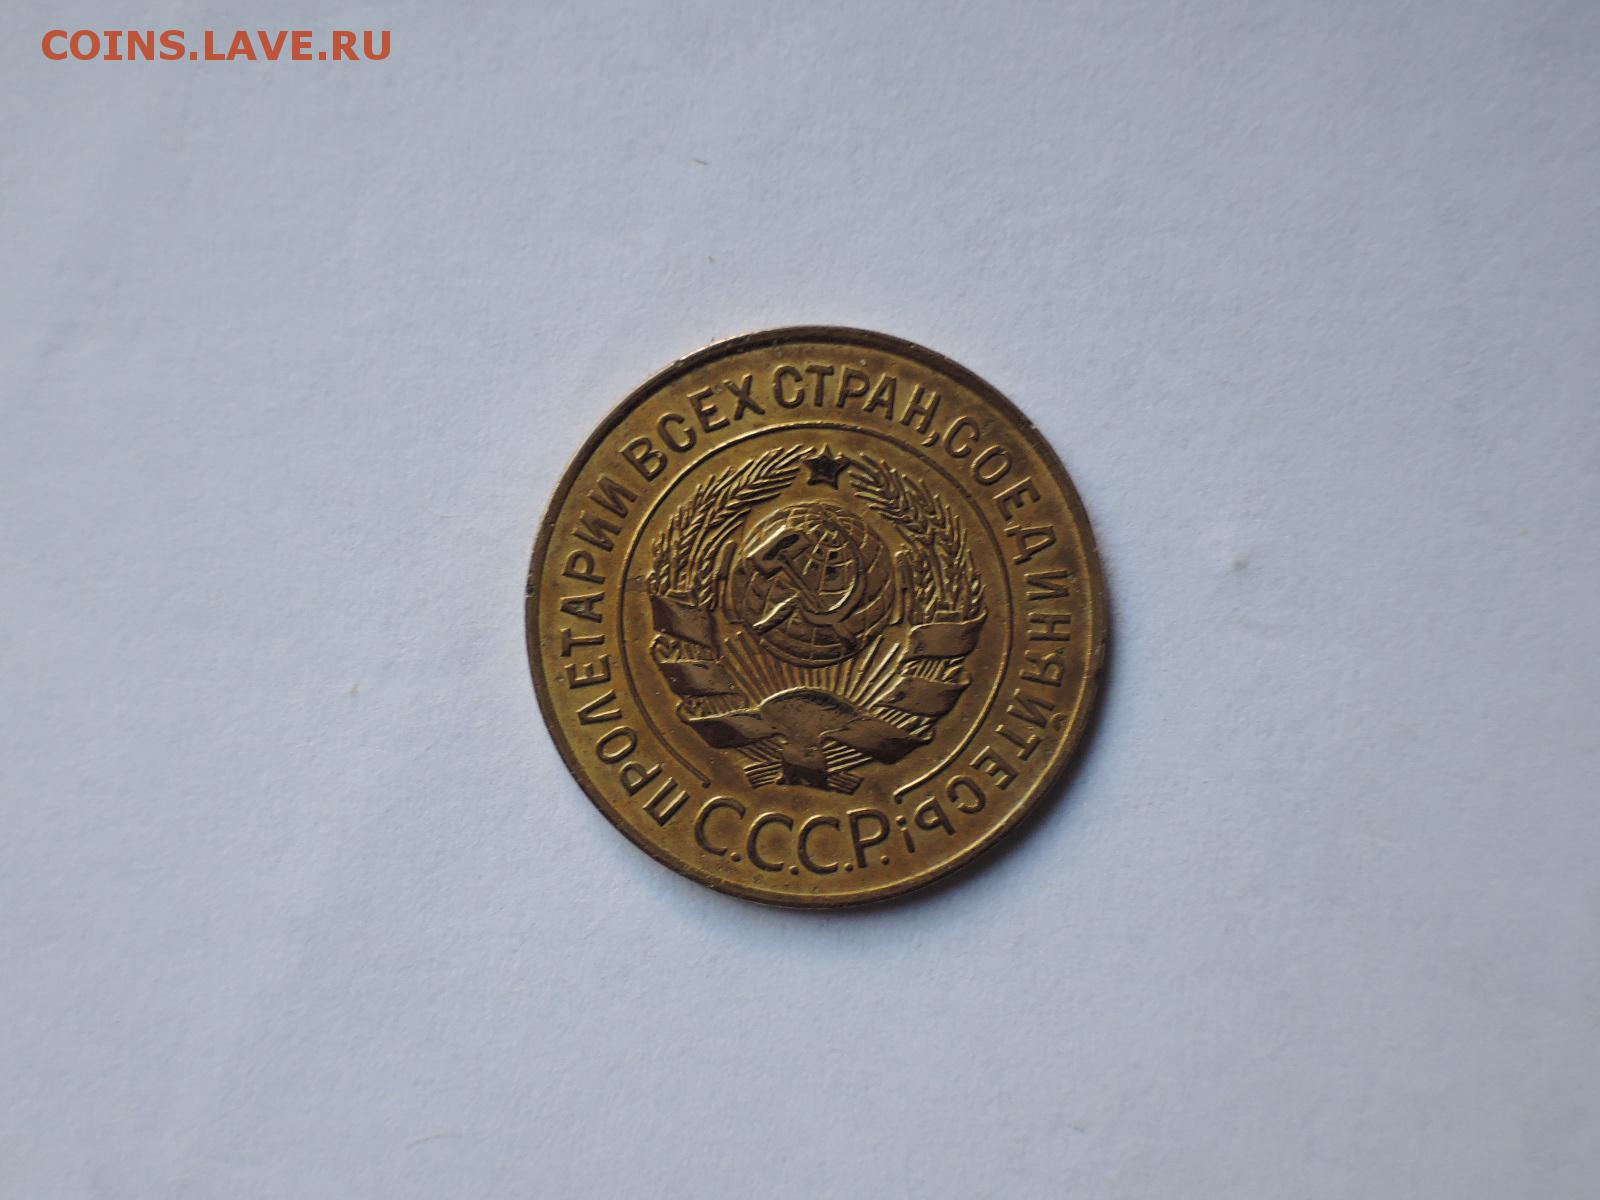 COINS.LAVE.RU
ПРОЛЕТАРИИ ВСЕХ СТРАН, СОЕДИНЯЙТЕСЬ!
С.С.С.Р.